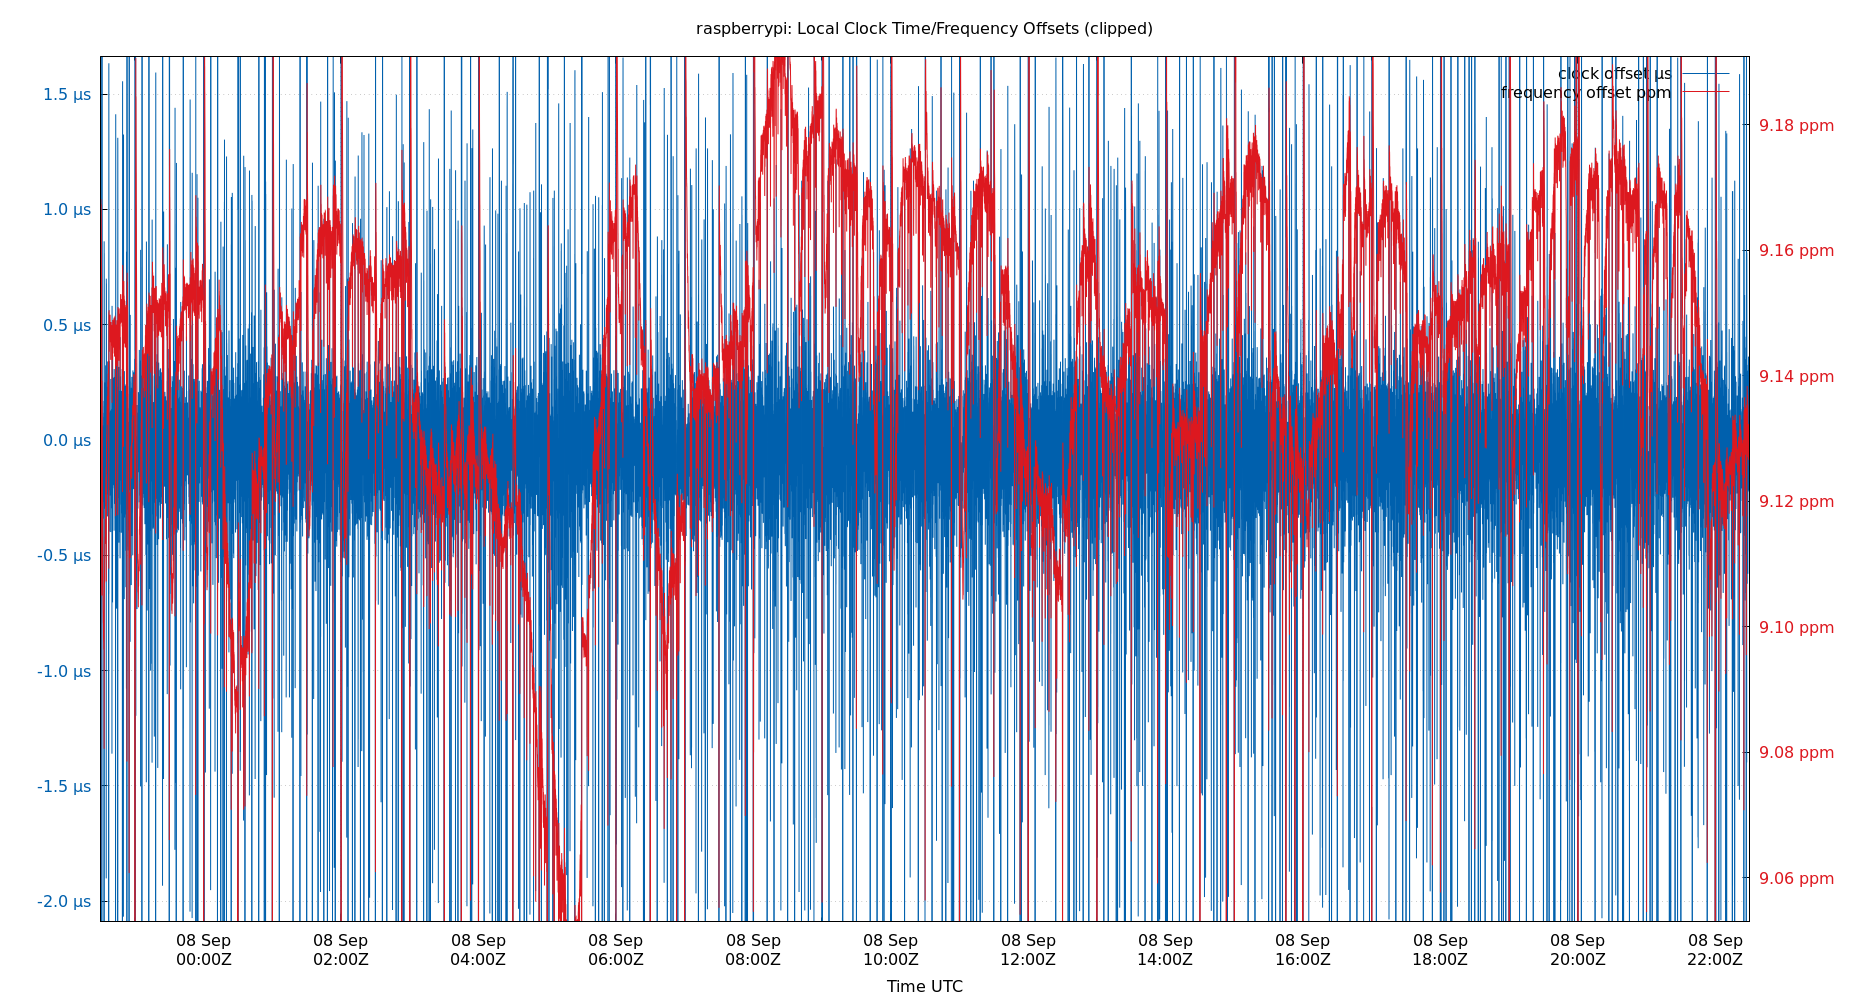 raspberrypi: Local Clock Time/Frequency Offsets (clipped)
clock offset µs
frequency offset ppm
1.5 µs
1.0 µs
0.5 µs
0.0 µs
-0.5 µs
-1.0 µs
-1.5 µs
-2.0 µs
9.18 ppm
9.16 ppm
9.14 ppm
9.12 ppm
9.10 ppm
9.08 ppm
9.06 ppm
08 Sep 08 Sep 08 Sep 08 Sep 08 Sep 08 Sep 08 Sep 08 Sep 08 Sep 08 Sep 08 Sep 08 Sep
00:00Z 02:00Z 04:00Z 06:00Z 08:00Z 10:00Z 12:00Z 14:00Z 16:00Z 18:00Z 20:00Z 22:00Z
Time UTC